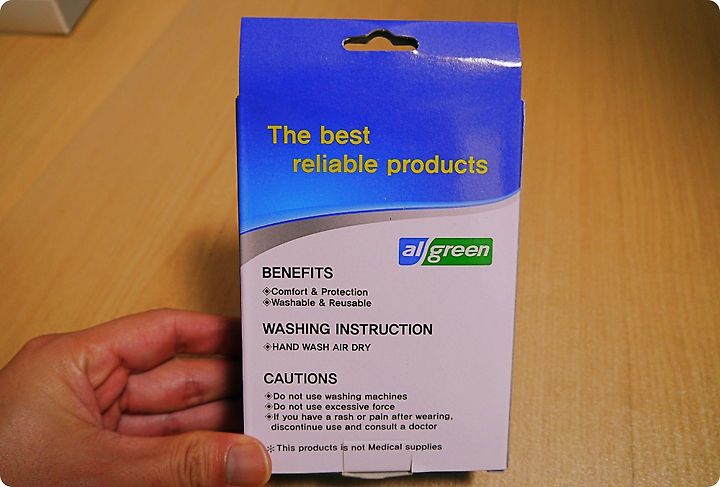 The best
reliable products
al/green
BENEFITS
◈Comfort & Protection
◈Washable & Reusable
WASHING INSTRUCTION
◈HAND WASH AIR DRY
CAUTIONS
◈Do not use washing machines
◈Do not use excessive force
◈If you have a rash or pain after wearing,
discontinue use and consult a doctor
※This products is not Medical supplies